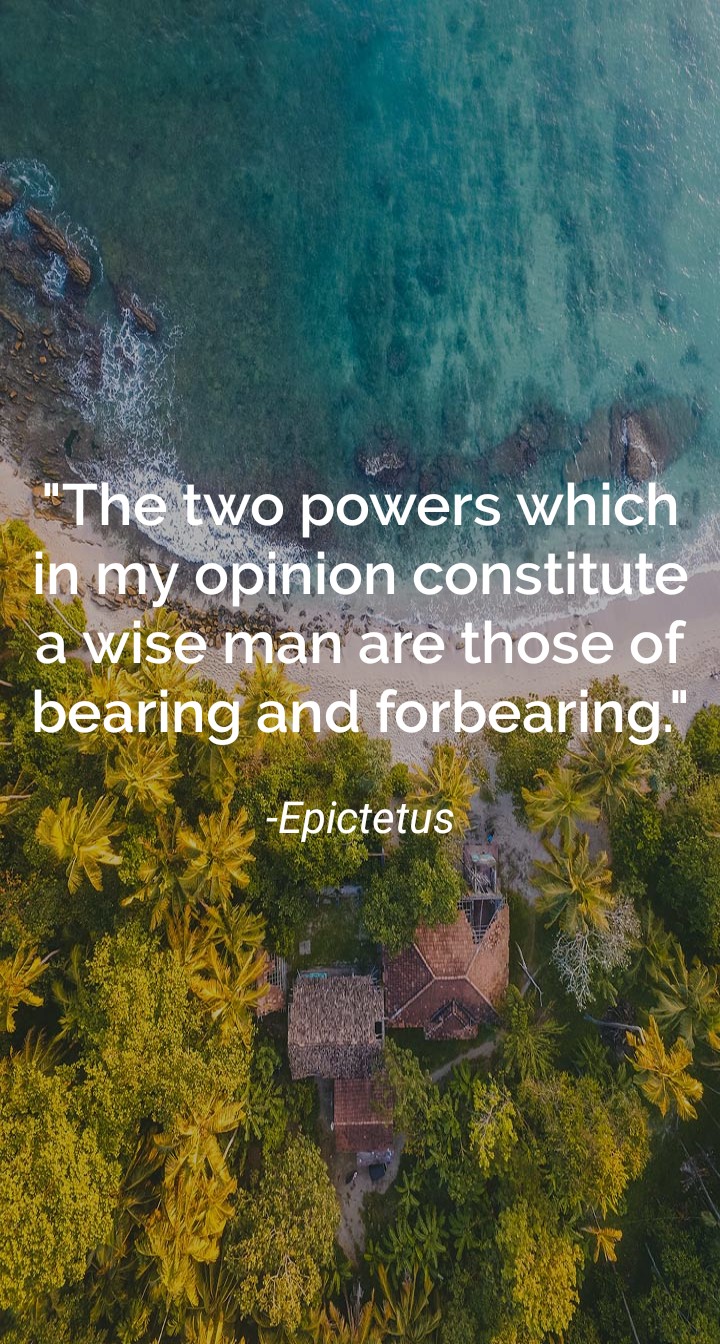 "The two powers which
in my opinion constitute
a wise man are those of
bearing and forbearing."
-Epictetus